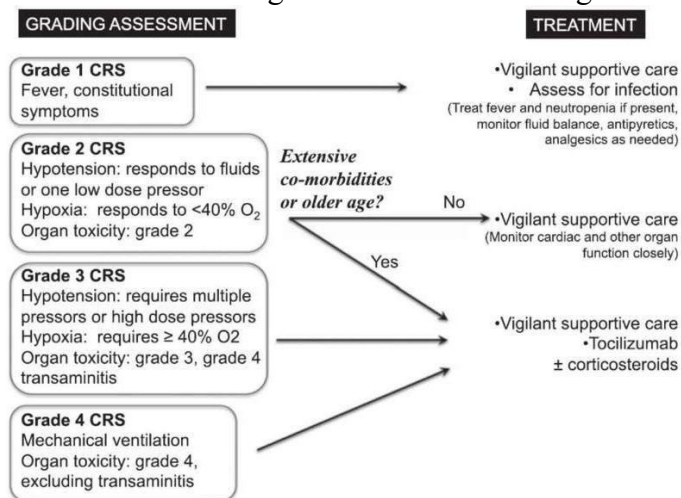 GRADING ASSESSMENT
TREATMENT
Grade 1 CRS
Fever, constitutional
symptoms
•Vigilant supportive care
• Assess for infection
(Treat fever and neutropenia if present,
monitor fluid balance, antipyretics,
analgesics as needed)
Grade 2 CRS
Hypotension: responds to fluids
or one low dose pressor
Hypoxia: responds to <40% O₂
Organ toxicity: grade 2
Extensive
co-morbidities
or older age?
No
•Vigilant supportive care
(Monitor cardiac and other organ
function closely)
Yes
Grade 3 CRS
Hypotension: requires multiple
pressors or high dose pressors
Hypoxia: requires ≥ 40% O2
Organ toxicity: grade 3, grade 4
transaminitis
•Vigilant supportive care
•Tocilizumab
± corticosteroids
Grade 4 CRS
Mechanical ventilation
Organ toxicity: grade 4,
excluding transaminitis